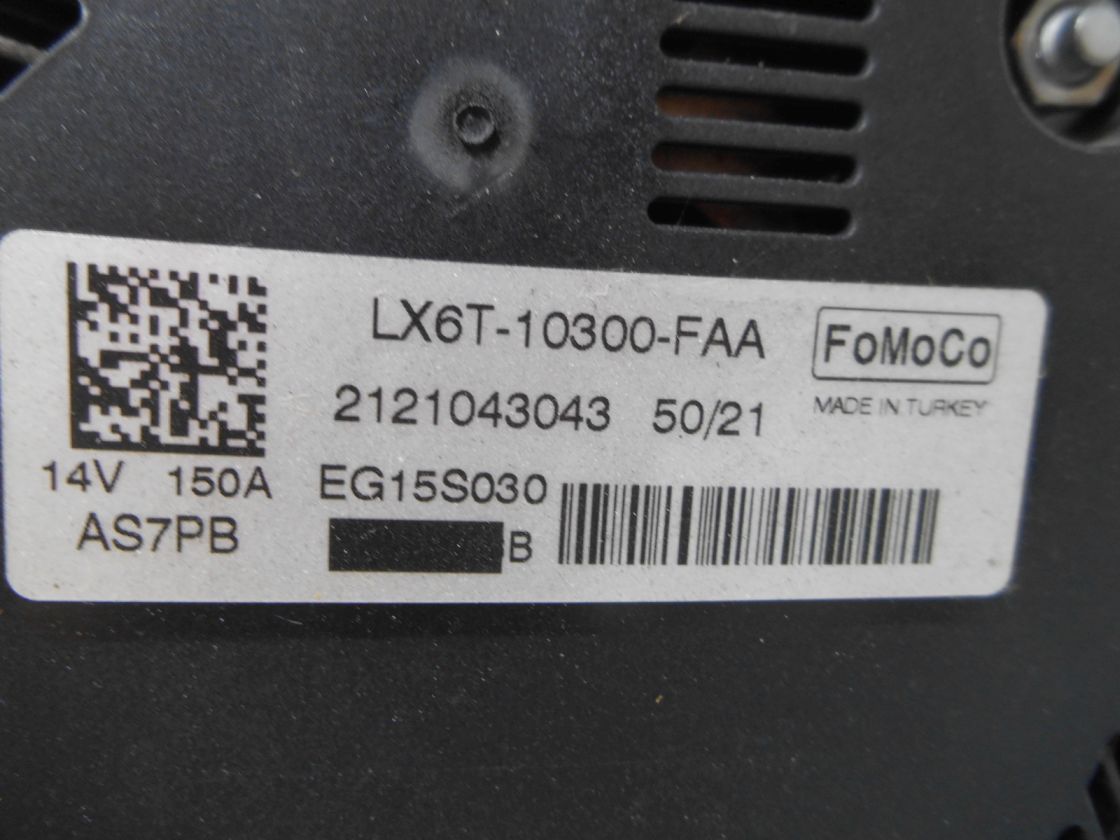 LX6T-10300-FAA
FoMoCo
2121043043 50/21
MADE IN TURKEY
14V 150A
EG15S030
AS7PB
B